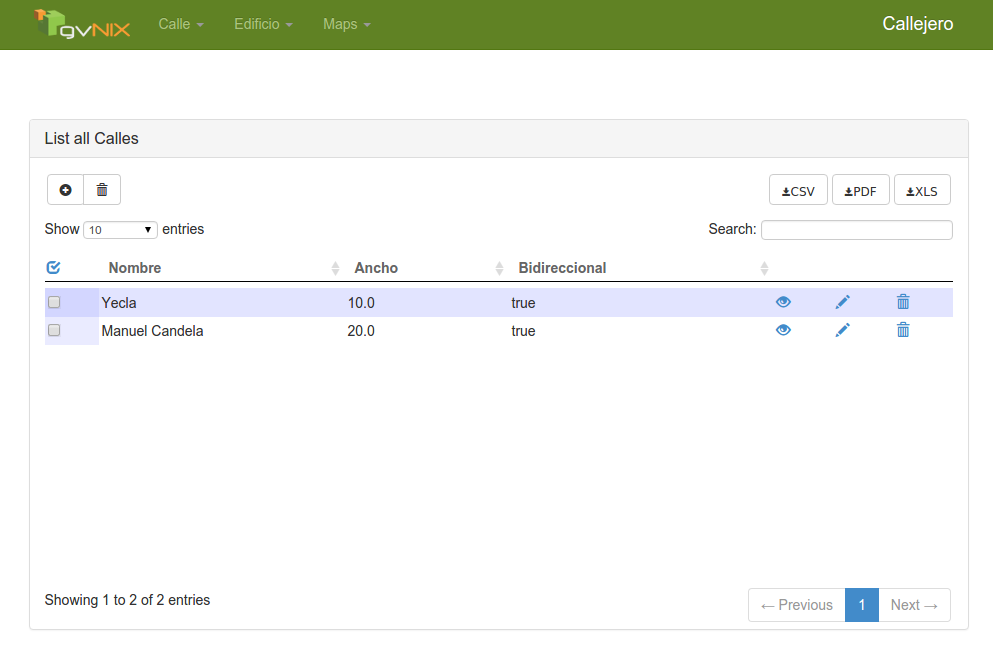 gvNIX Calle Edificio Maps Callejero
List all Calles
CSV PDF XLS
Show 10 entries Search:
Nombre Ancho Bidireccional
Yecla 10.0 true
Manuel Candela 20.0 true
Showing 1 to 2 of 2 entries ← Previous 1 Next →